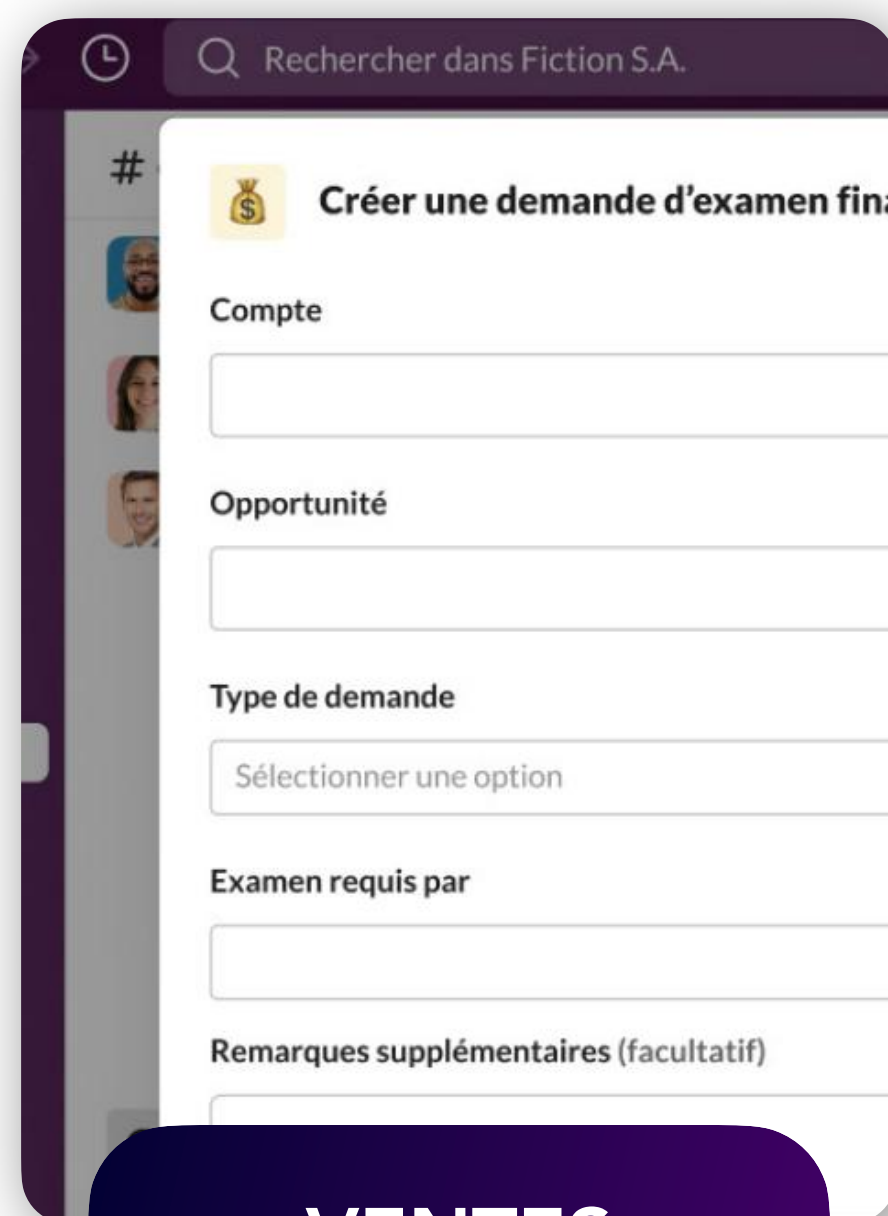 Rechercher dans Fiction S.A.
#
Créer une demande d’examen
Compte
Opportunité
Type de demande
Sélectionner une option
Examen requis par
Remarques supplémentaires (facultatif)
VENTES